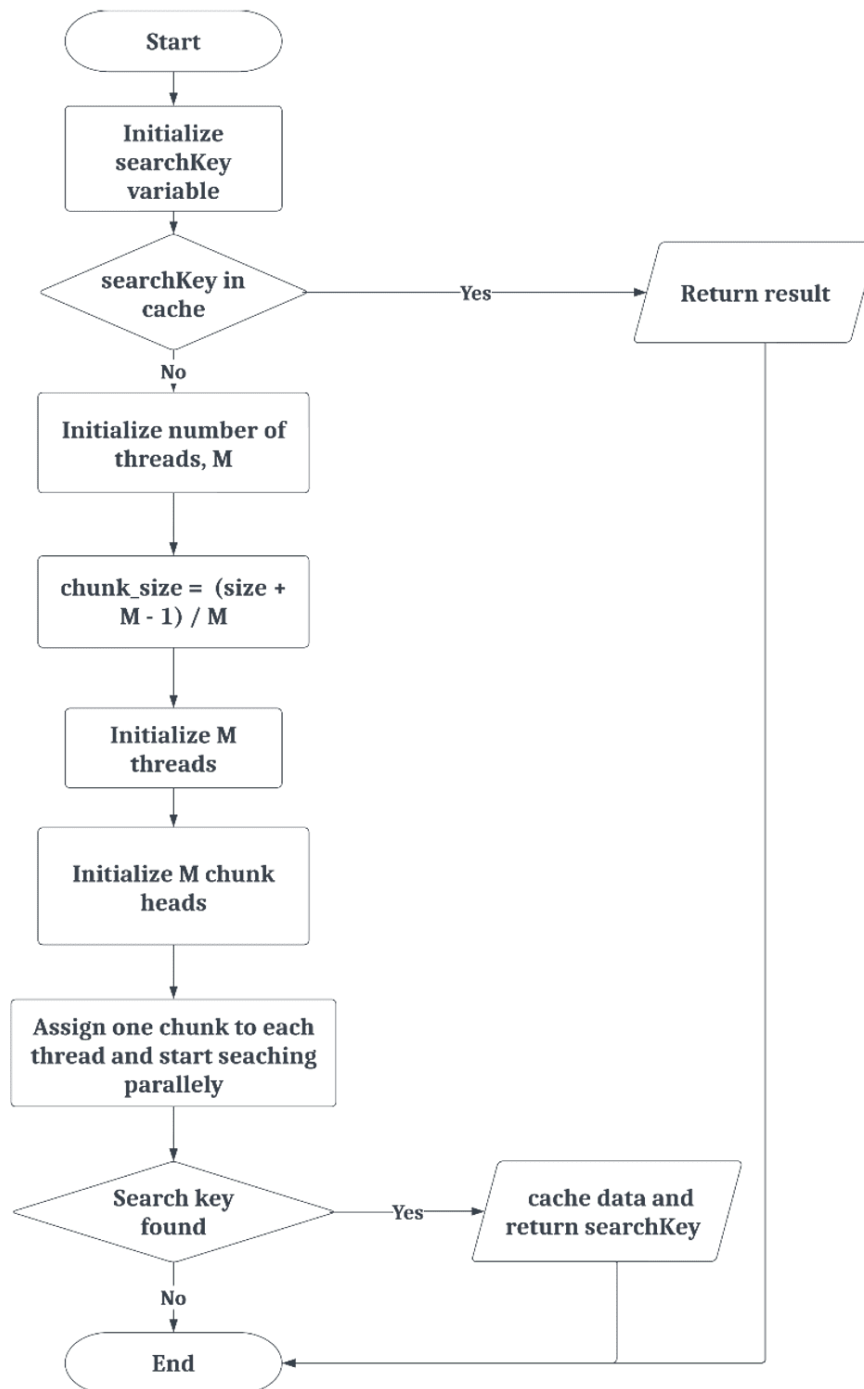 Start
Initialize
searchKey
variable
searchKey in
cache
Yes
Return result
No
Initialize number of
threads, M
chunk_size = (size +
M - 1) / M
Initialize M
threads
Initialize M chunk
heads
Assign one chunk to each
thread and start seaching
parallely
Search key
found
Yes
cache data and
return searchKey
No
End